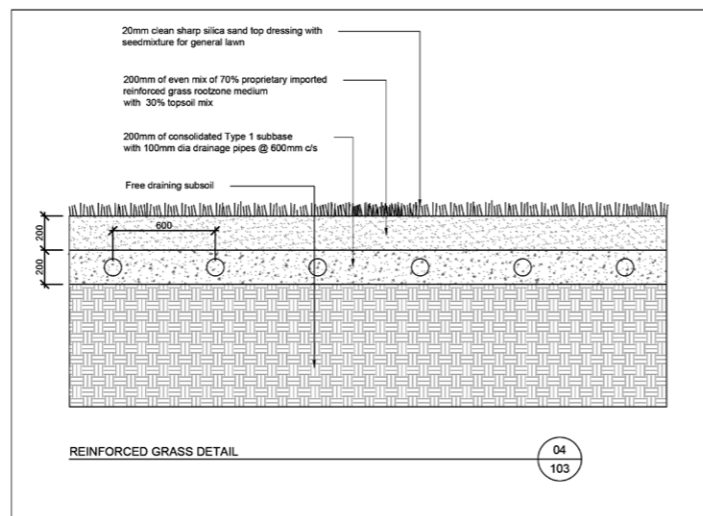 20mm clean sharp silica sand top dressing with
seedmixture for general lawn
200mm of even mix of 70% proprietary imported
reinforced grass rootzone medium
with 30% topsoil mix
200mm of consolidated Type 1 subbase
with 100mm dia drainage pipes @ 600mm c/s
Free draining subsoil
600
200
200
REINFORCED GRASS DETAIL
04
103